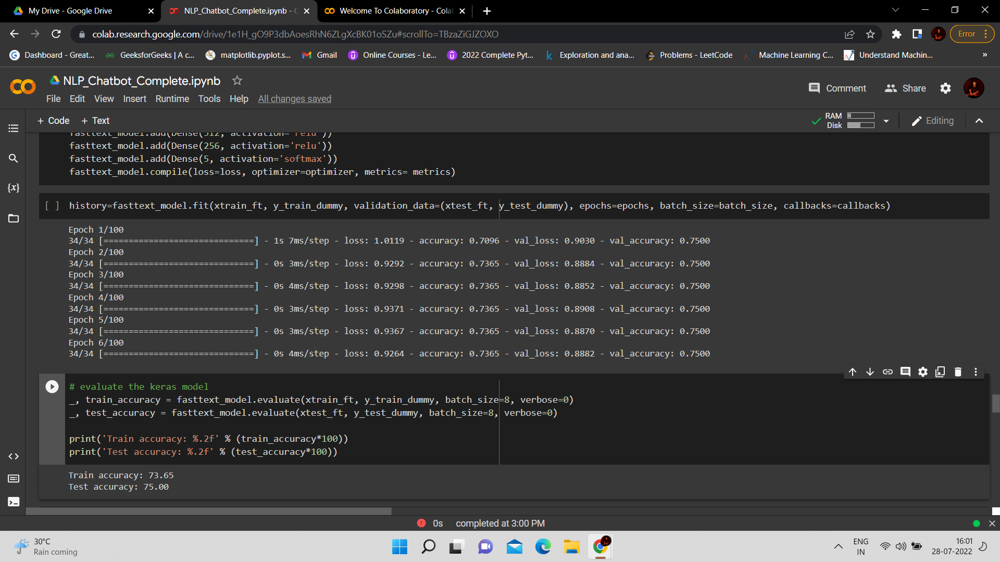 My Drive - Google Drive
NLP_Chatbot_Complete.ipynb - C
Welcome To Colaboratory - Colab
colab.research.google.com/drive/1e1H_gO9P3dbAoesRhN6ZLgXcBK01oSZu#scrollTo=TBzaZiGJZOXO
Error
Dashboard - Great...
GeeksforGeeks | A c...
matplotlib.pyplot.s...
Gmail
Online Courses - Le...
2022 Complete Pyt...
Exploration and ana...
Problems - LeetCode
Machine Learning C...
Understand Machin...
»
NLP_Chatbot_Complete.ipynb
Comment
Share
File Edit View Insert Runtime Tools Help All changes saved
+ Code + Text
RAM
Disk
Editing
fasttext_model.add(Dense(512, activation='relu'))
fasttext_model.add(Dense(256, activation='relu'))
fasttext_model.add(Dense(5, activation='softmax'))
fasttext_model.compile(loss=loss, optimizer=optimizer, metrics= metrics)
[ ] history=fasttext_model.fit(xtrain_ft, y_train_dummy, validation_data=(xtest_ft, y_test_dummy), epochs=epochs, batch_size=batch_size, callbacks=callbacks)
Epoch 1/100
34/34 [==============================] - 1s 7ms/step - loss: 1.0119 - accuracy: 0.7096 - val_loss: 0.9030 - val_accuracy: 0.7500
Epoch 2/100
34/34 [==============================] - 0s 3ms/step - loss: 0.9292 - accuracy: 0.7365 - val_loss: 0.8884 - val_accuracy: 0.7500
Epoch 3/100
34/34 [==============================] - 0s 4ms/step - loss: 0.9298 - accuracy: 0.7365 - val_loss: 0.8852 - val_accuracy: 0.7500
Epoch 4/100
34/34 [==============================] - 0s 3ms/step - loss: 0.9371 - accuracy: 0.7365 - val_loss: 0.8908 - val_accuracy: 0.7500
Epoch 5/100
34/34 [==============================] - 0s 3ms/step - loss: 0.9367 - accuracy: 0.7365 - val_loss: 0.8870 - val_accuracy: 0.7500
Epoch 6/100
34/34 [==============================] - 0s 4ms/step - loss: 0.9264 - accuracy: 0.7365 - val_loss: 0.8882 - val_accuracy: 0.7500
# evaluate the keras model
_, train_accuracy = fasttext_model.evaluate(xtrain_ft, y_train_dummy, batch_size=8, verbose=0)
_, test_accuracy = fasttext_model.evaluate(xtest_ft, y_test_dummy, batch_size=8, verbose=0)
print('Train accuracy: %.2f' % (train_accuracy*100))
print('Test accuracy: %.2f' % (test_accuracy*100))
Train accuracy: 73.65
Test accuracy: 75.00
0s completed at 3:00 PM
30°C
Rain coming
ENG
IN
16:01
28-07-2022